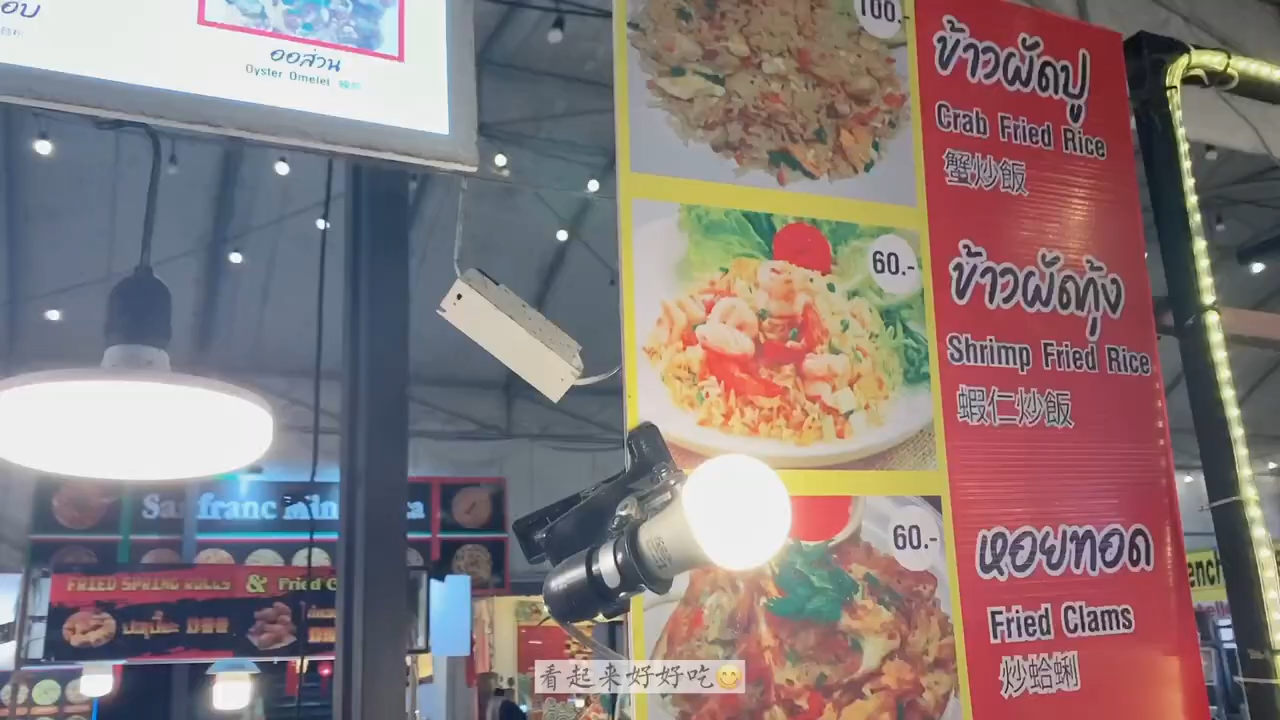 ออส่วน
Oyster Omelet
100.-
ข้าวผัดปู
Crab Fried Rice
蟹炒飯
60.-
ข้าวผัดกุ้ง
Shrimp Fried Rice
蝦仁炒飯
60.-
หอยทอด
Fried Clams
炒蛤蜊
FRIED SPRING ROLLS & Fried
看起来好好吃😋